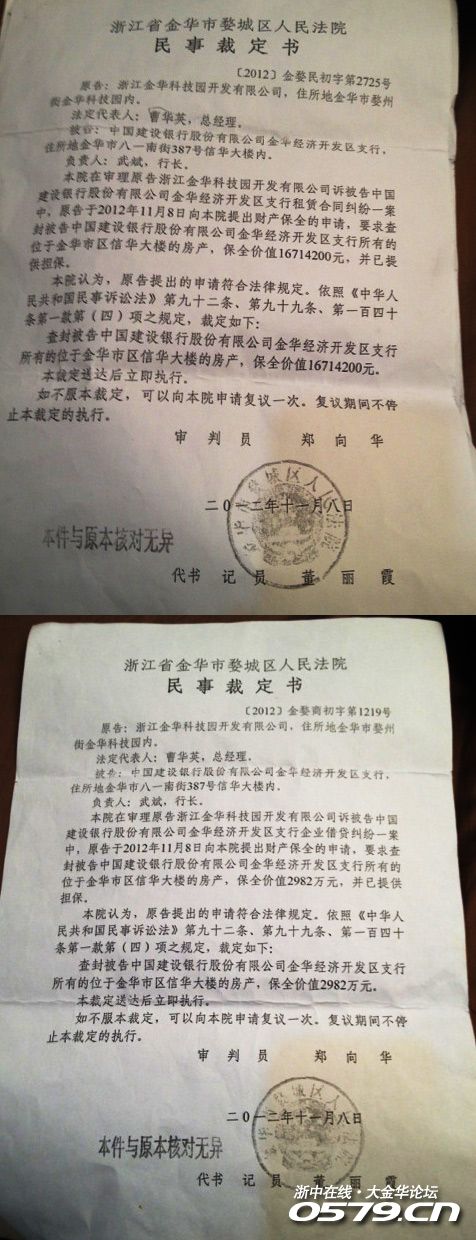 浙江省金华市婺城区人民法院
民事裁定书
〔2012〕金婺民初字第2725号
原告：浙江金华科技园开发有限公司，住所地金华市婺州
街金华科技园内。
法定代表人：曹华英，总经理。
被告：中国建设银行股份有限公司金华经济开发区支行，
住所地金华市八一南街387号信华大楼内。
负责人：武斌，行长。
本院在审理原告浙江金华科技园开发有限公司诉被告中国
建设银行股份有限公司金华经济开发区支行租赁合同纠纷一案
中，原告于2012年11月8日向本院提出财产保全的申请，要求查
封被告中国建设银行股份有限公司金华经济开发区支行所有的
位于金华市区信华大楼的房产，保全价值16714200元，并已提
供担保。
本院认为，原告提出的申请符合法律规定。依照《中华人
民共和国民事诉讼法》第九十二条、第九十九条、第一百四十
条第一款第（四）项之规定，裁定如下：
查封被告中国建设银行股份有限公司金华经济开发区支行
所有的位于金华市区信华大楼的房产，保全价值16714200元。
本裁定送达后立即执行。
如不服本裁定，可以向本院申请复议一次。复议期间不停
止本裁定的执行。
审判员 郑向华
二〇一二年十一月八日
本件与原本核对无异
代书记员 董丽霞
浙江省金华市婺城区人民法院
民事裁定书
〔2012〕金婺商初字第1219号
原告：浙江金华科技园开发有限公司，住所地金华市婺州
街金华科技园内。
法定代表人：曹华英，总经理。
被告：中国建设银行股份有限公司金华经济开发区支行，
住所地金华市八一南街387号信华大楼内。
负责人：武斌，行长。
本院在审理原告浙江金华科技园开发有限公司诉被告中国
建设银行股份有限公司金华经济开发区支行企业借贷纠纷一案
中，原告于2012年11月8日向本院提出财产保全的申请，要求查
封被告中国建设银行股份有限公司金华经济开发区支行所有的
位于金华市区信华大楼的房产，保全价值2982万元，并已提供
担保。
本院认为，原告提出的申请符合法律规定。依照《中华人
民共和国民事诉讼法》第九十二条、第九十九条、第一百四十
条第一款第（四）项之规定，裁定如下：
查封被告中国建设银行股份有限公司金华经济开发区支行
所有的位于金华市区信华大楼的房产，保全价值2982万元。
本裁定送达后立即执行。
如不服本裁定，可以向本院申请复议一次。复议期间不停
止本裁定的执行。
审判员 郑向华
二〇一二年十一月八日
本件与原本核对无异
代书记员 董丽霞
浙中在线·大金华论坛
0579.cn